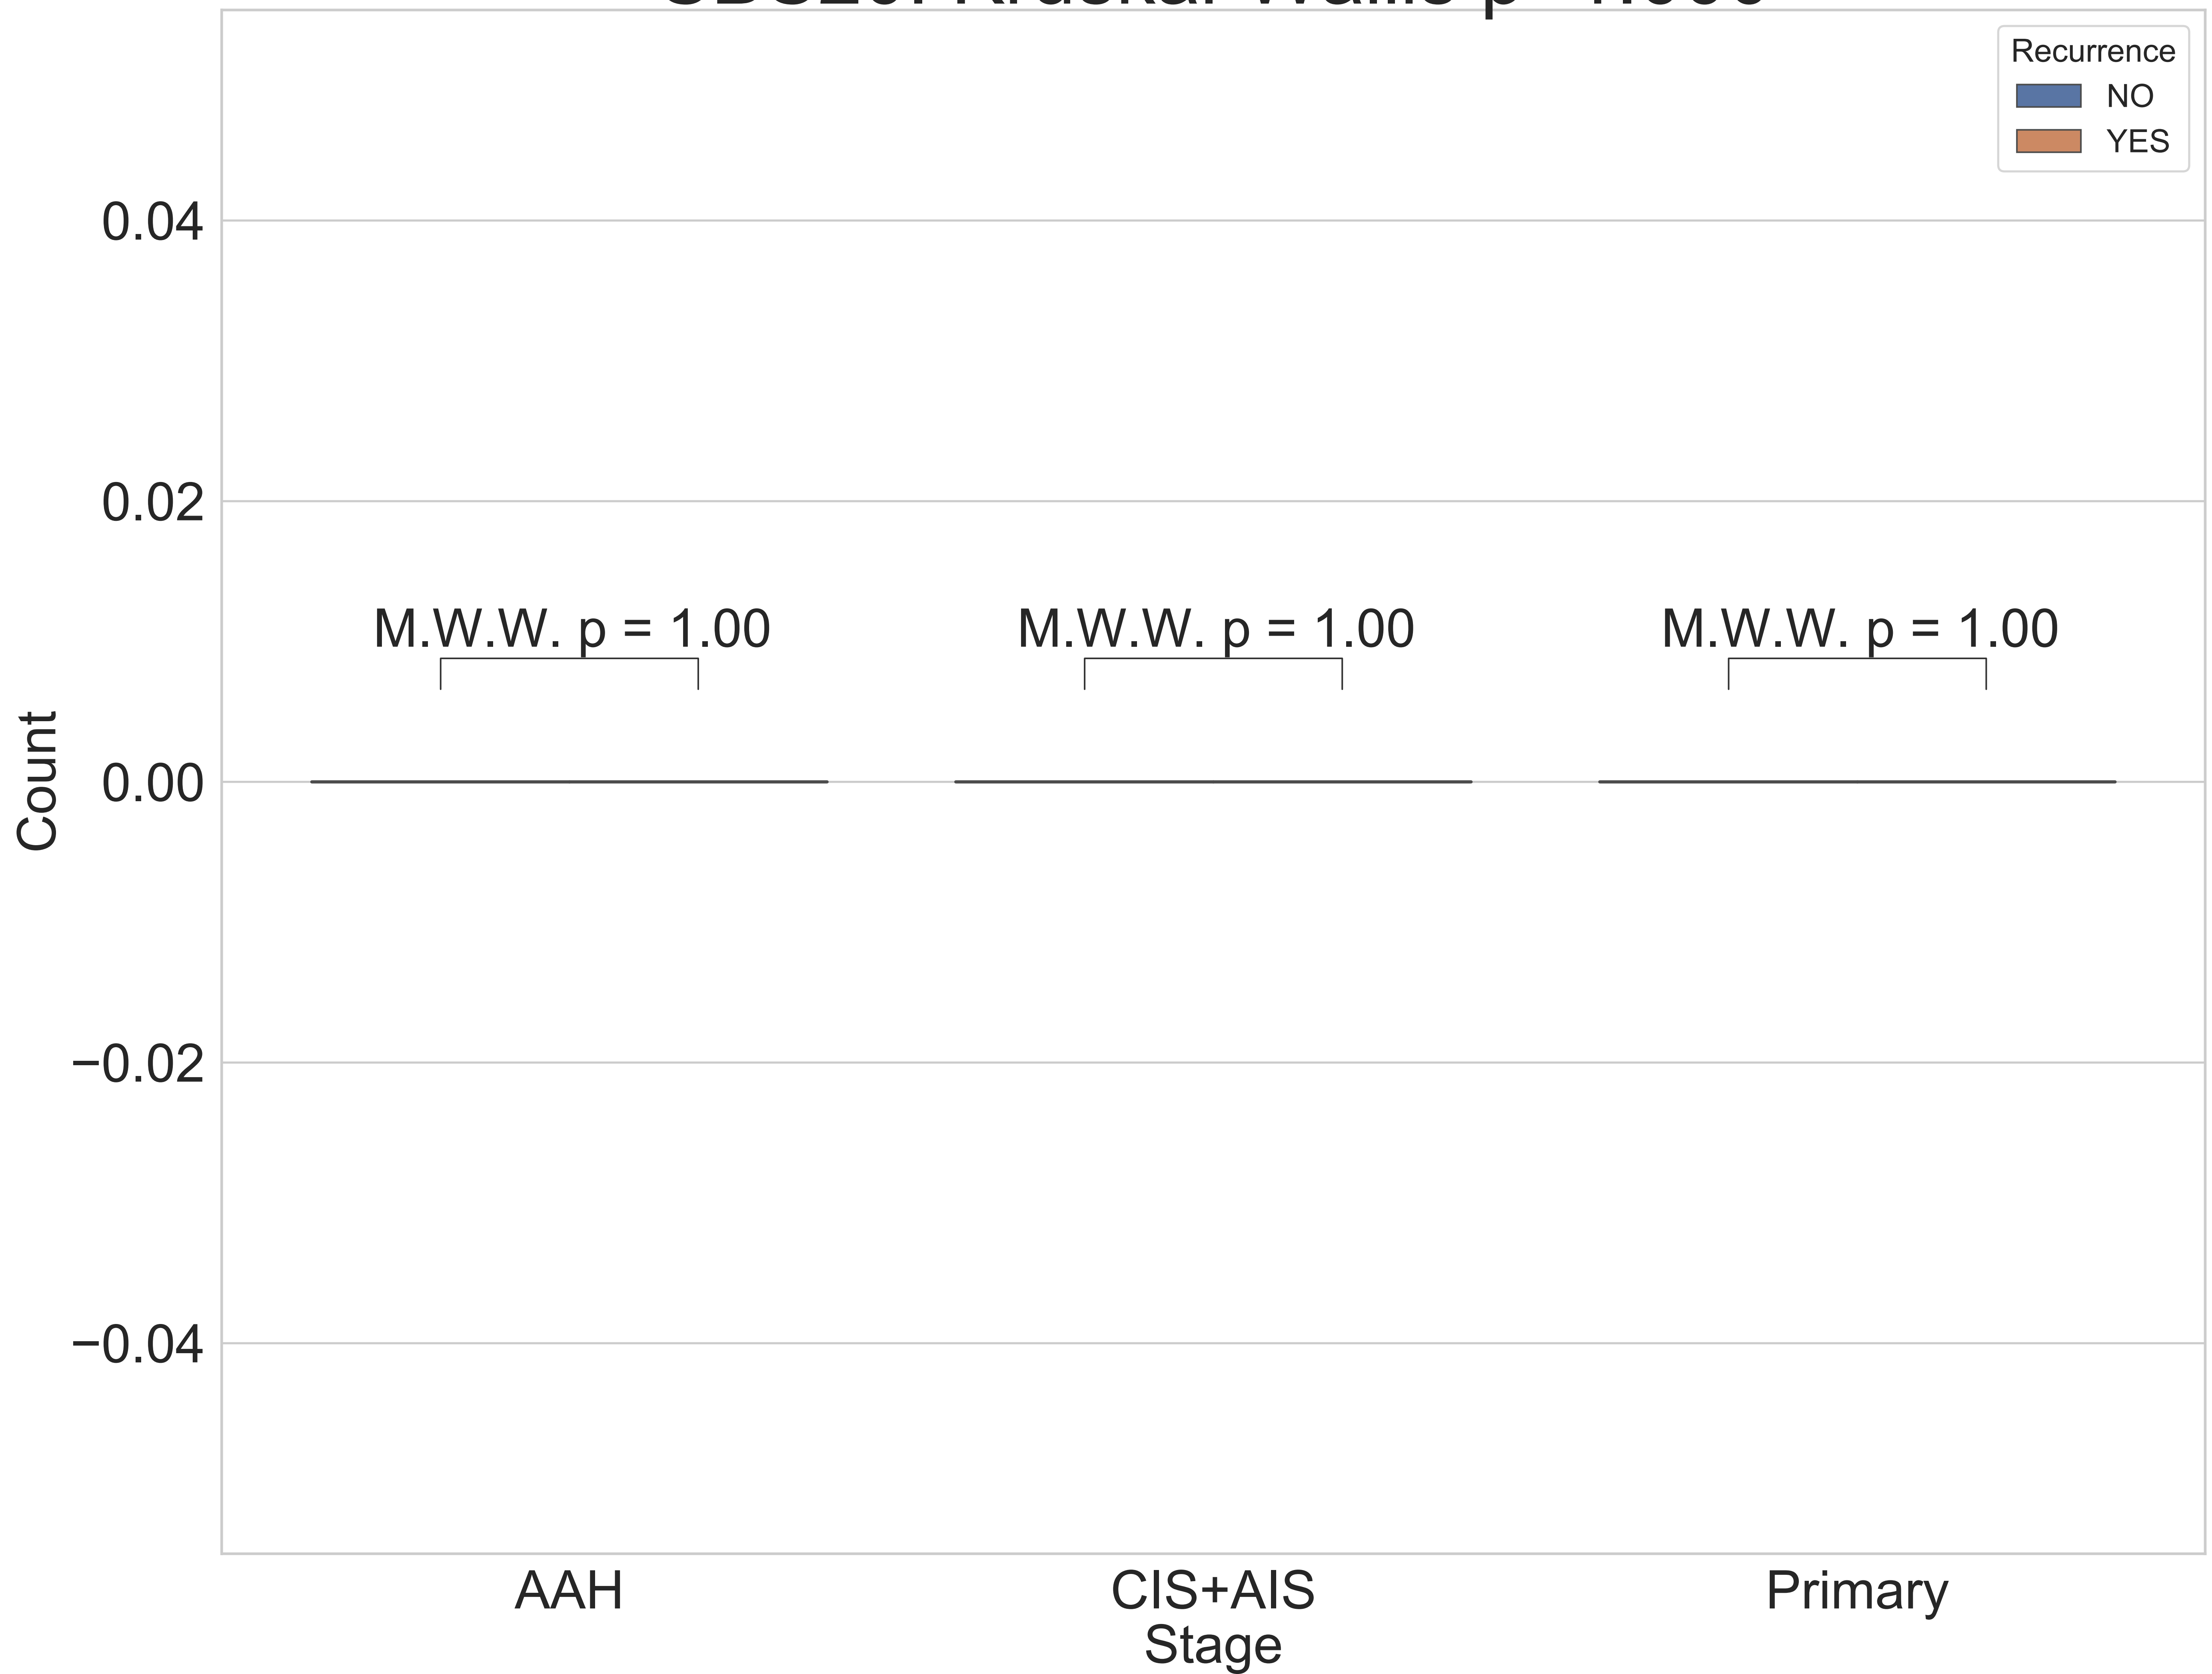 Recurrence
NO
YES
0.04
0.02
M.W.W. p = 1.00 M.W.W. p = 1.00 M.W.W. p = 1.00
0.00
−0.02
−0.04
Count
AAH CIS+AIS Primary
Stage